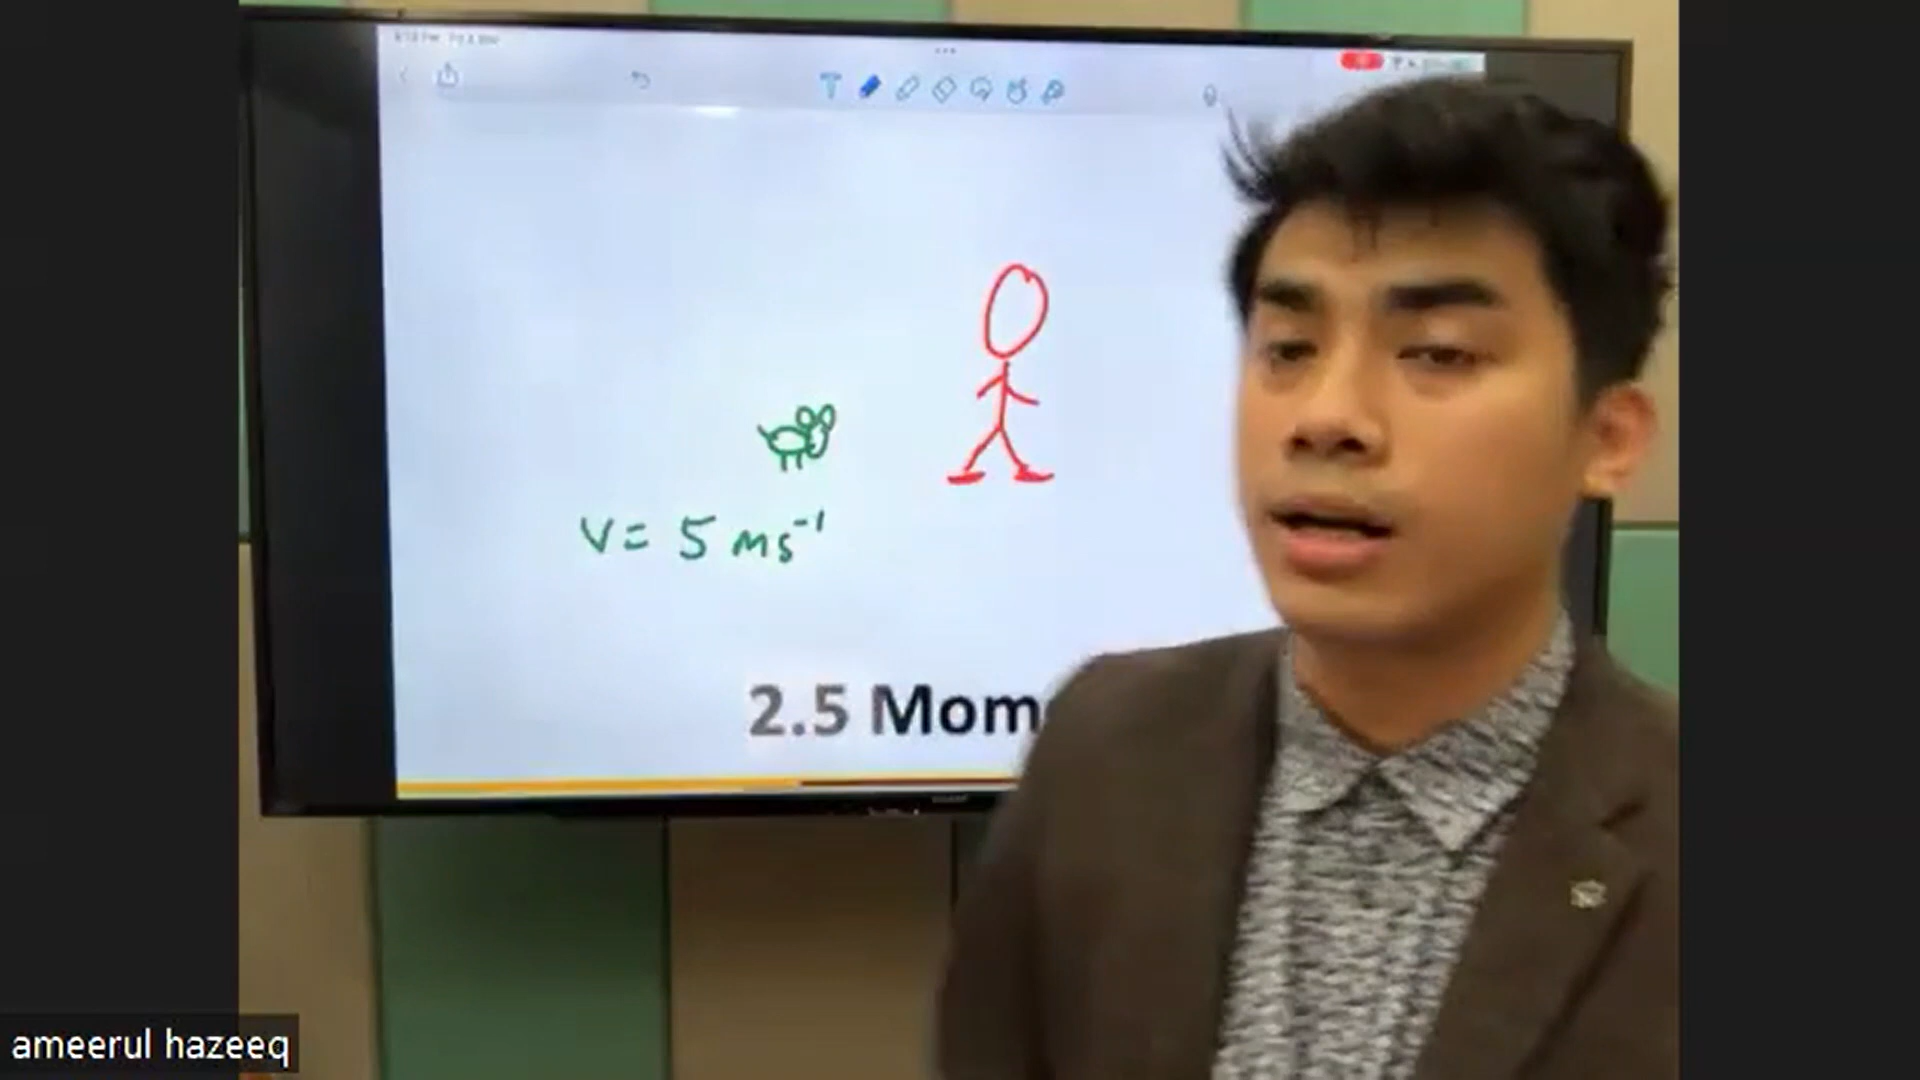 V = 5 ms⁻¹
2.5 Mom
ameerul hazeeq